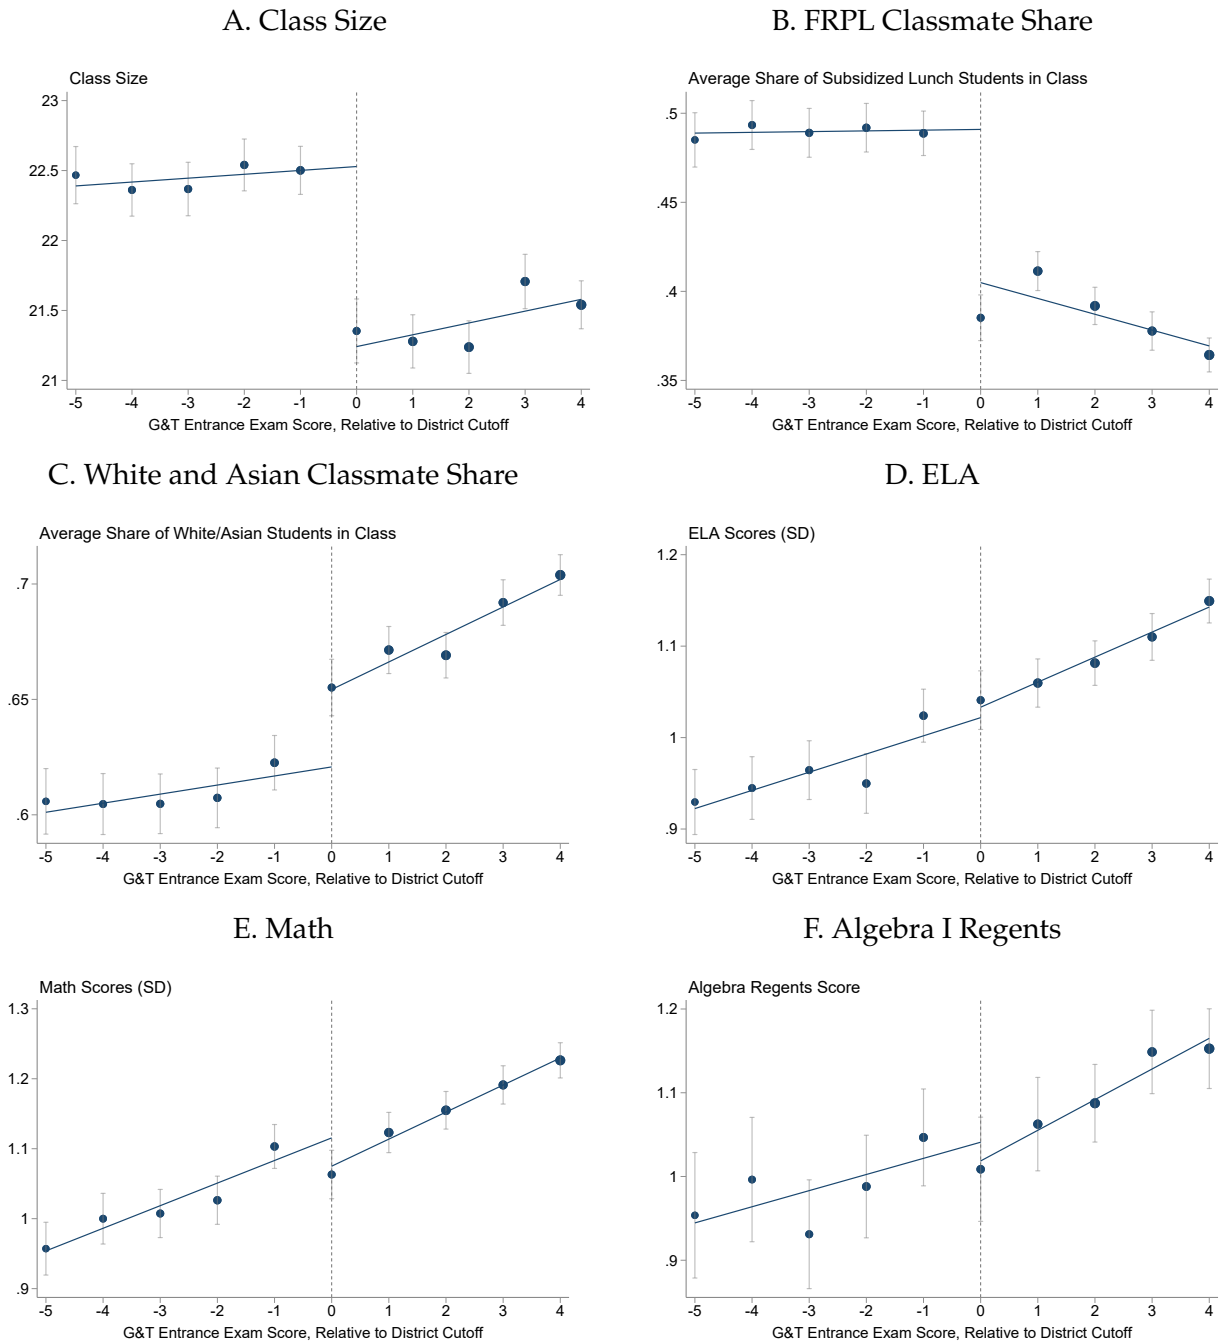 A. Class Size
Class Size
23
22.5
22
21.5
21
-5 -4 -3 -2 -1 0 1 2 3 4
G&T Entrance Exam Score, Relative to District Cutoff
B. FRPL Classmate Share
Average Share of Subsidized Lunch Students in Class
.5
.45
.4
.35
-5 -4 -3 -2 -1 0 1 2 3 4
G&T Entrance Exam Score, Relative to District Cutoff
C. White and Asian Classmate Share
Average Share of White/Asian Students in Class
.7
.65
.6
-5 -4 -3 -2 -1 0 1 2 3 4
G&T Entrance Exam Score, Relative to District Cutoff
D. ELA
ELA Scores (SD)
1.2
1.1
1
.9
-5 -4 -3 -2 -1 0 1 2 3 4
G&T Entrance Exam Score, Relative to District Cutoff
E. Math
Math Scores (SD)
1.3
1.2
1.1
1
.9
-5 -4 -3 -2 -1 0 1 2 3 4
G&T Entrance Exam Score, Relative to District Cutoff
F. Algebra I Regents
Algebra Regents Score
1.2
1.1
1
.9
-5 -4 -3 -2 -1 0 1 2 3 4
G&T Entrance Exam Score, Relative to District Cutoff